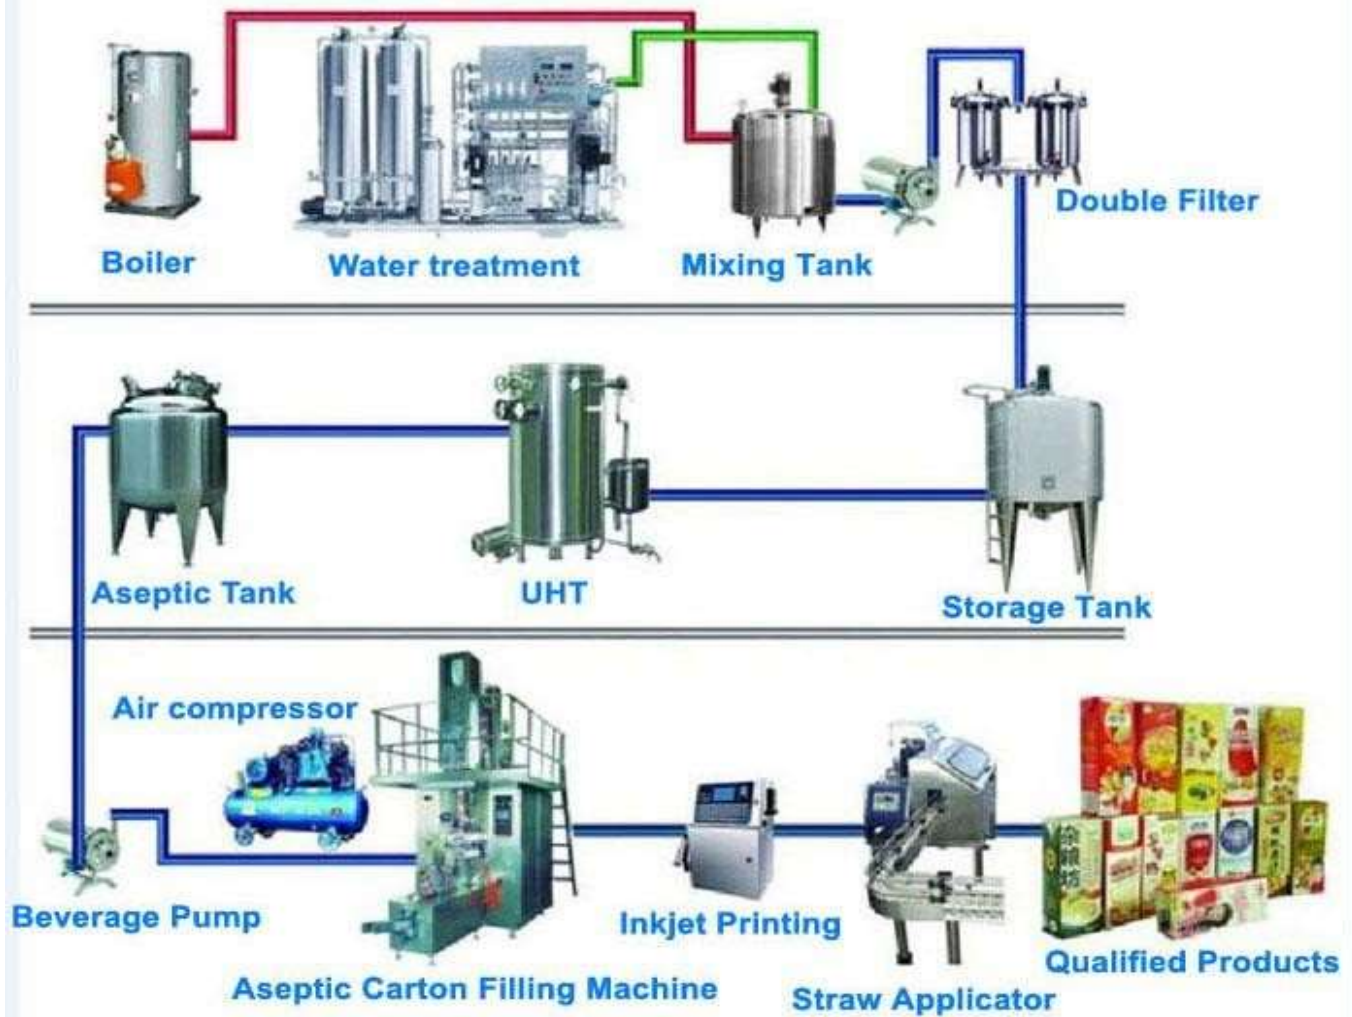 Boiler
Water treatment
Mixing Tank
Double Filter
Aseptic Tank
UHT
Storage Tank
Air compressor
Beverage Pump
Aseptic Carton Filling Machine
Inkjet Printing
Straw Applicator
Qualified Products